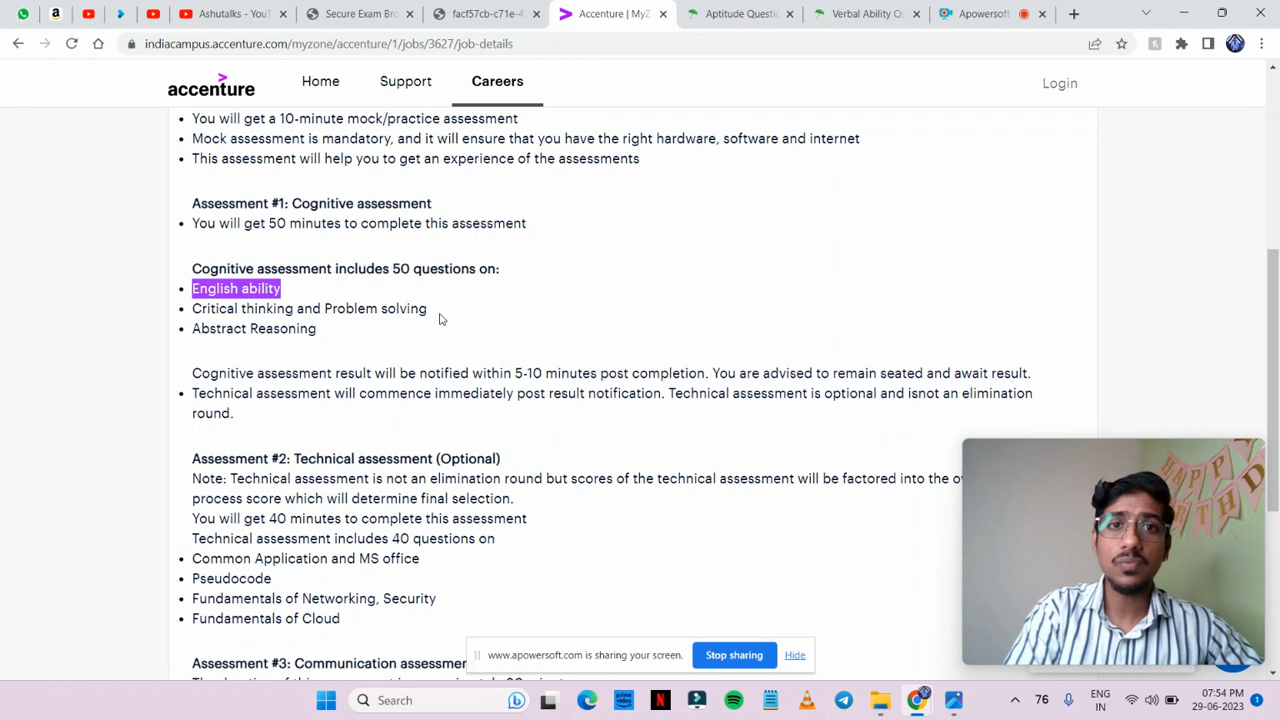 Ashutalks - YouT
Secure Exam Bro
facf57cb-c71e-4
Accenture | MyZ
Aptitude Questi
Verbal Ability Qu
Apowersoft
indiacampus.accenture.com/myzone/accenture/1/jobs/3627/job-details
accenture
Home
Support
Careers
Login
• You will get a 10-minute mock/practice assessment
• Mock assessment is mandatory, and it will ensure that you have the right hardware, software and internet
• This assessment will help you to get an experience of the assessments
Assessment #1: Cognitive assessment
• You will get 50 minutes to complete this assessment
Cognitive assessment includes 50 questions on:
• English ability
• Critical thinking and Problem solving
• Abstract Reasoning
Cognitive assessment result will be notified within 5-10 minutes post completion. You are advised to remain seated and await result.
• Technical assessment will commence immediately post result notification. Technical assessment is optional and isnot an elimination
round.
Assessment #2: Technical assessment (Optional)
Note: Technical assessment is not an elimination round but scores of the technical assessment will be factored into the
process score which will determine final selection.
You will get 40 minutes to complete this assessment
Technical assessment includes 40 questions on
• Common Application and MS office
• Pseudocode
• Fundamentals of Networking, Security
• Fundamentals of Cloud
Assessment #3: Communication assessmen
www.apowersoft.com is sharing your screen.
Stop sharing
Hide
Search
76
ENG
IN
07:54 PM
29-06-2023